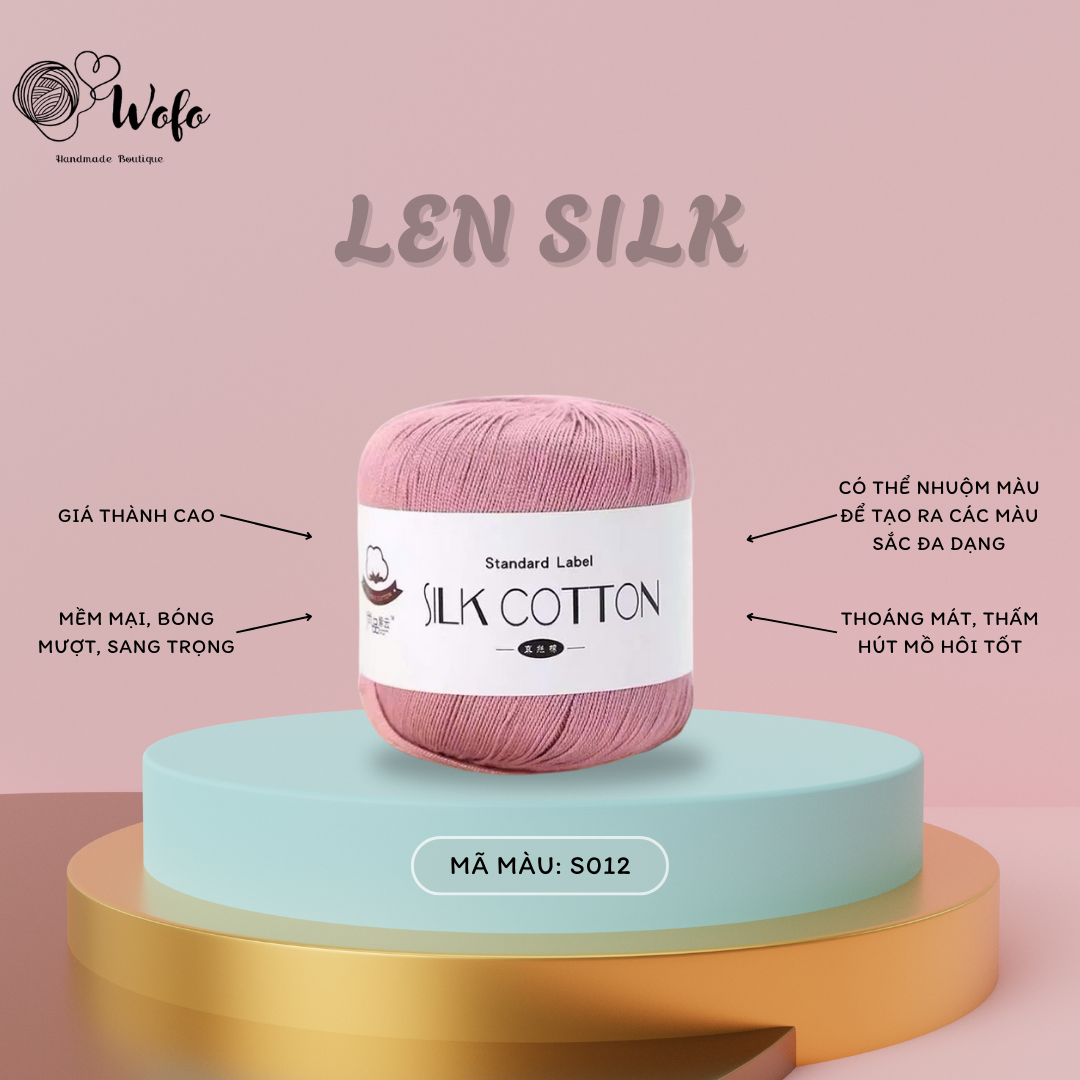 Wofo
Handmade Boutique
LEN SILK
GIÁ THÀNH CAO
MỀM MẠI, BÓNG
MƯỢT, SANG TRỌNG
CÓ THỂ NHUỘM MÀU
ĐỂ TẠO RA CÁC MÀU
SẮC ĐA DẠNG
THOÁNG MÁT, THẤM
HÚT MỒ HÔI TỐT
Standard Label
SILK COTTON
MÃ MÀU: S012